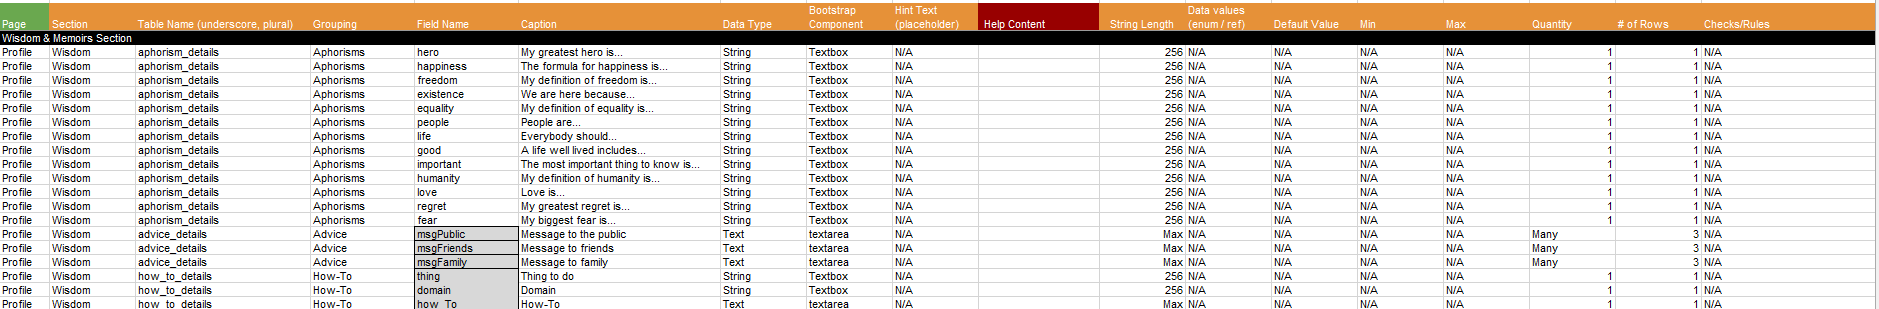 Page Section Table Name (underscore, plural) Grouping Field Name Caption Data Type Bootstrap Component Hint Text (placeholder) Help Content String Length Data values (enum / ref) Default Value Min Max Quantity # of Rows Checks/Rules
Wisdom & Memoirs Section
Profile Wisdom aphorism_details Aphorisms hero My greatest hero is... String Textbox N/A 256 N/A N/A N/A N/A 1 1 N/A
Profile Wisdom aphorism_details Aphorisms happiness The formula for happiness is... String Textbox N/A 256 N/A N/A N/A N/A 1 1 N/A
Profile Wisdom aphorism_details Aphorisms freedom My definition of freedom is... String Textbox N/A 256 N/A N/A N/A N/A 1 1 N/A
Profile Wisdom aphorism_details Aphorisms existence We are here because... String Textbox N/A 256 N/A N/A N/A N/A 1 1 N/A
Profile Wisdom aphorism_details Aphorisms equality My definition of equality is... String Textbox N/A 256 N/A N/A N/A N/A 1 1 N/A
Profile Wisdom aphorism_details Aphorisms people People are... String Textbox N/A 256 N/A N/A N/A N/A 1 1 N/A
Profile Wisdom aphorism_details Aphorisms life Everybody should... String Textbox N/A 256 N/A N/A N/A N/A 1 1 N/A
Profile Wisdom aphorism_details Aphorisms good A life well lived includes... String Textbox N/A 256 N/A N/A N/A N/A 1 1 N/A
Profile Wisdom aphorism_details Aphorisms important The most important thing to know is... String Textbox N/A 256 N/A N/A N/A N/A 1 1 N/A
Profile Wisdom aphorism_details Aphorisms humanity My definition of humanity is... String Textbox N/A 256 N/A N/A N/A N/A 1 1 N/A
Profile Wisdom aphorism_details Aphorisms love Love is... String Textbox N/A 256 N/A N/A N/A N/A 1 1 N/A
Profile Wisdom aphorism_details Aphorisms regret My greatest regret is... String Textbox N/A 256 N/A N/A N/A N/A 1 1 N/A
Profile Wisdom aphorism_details Aphorisms fear My biggest fear is... String Textbox N/A 256 N/A N/A N/A N/A 1 1 N/A
Profile Wisdom advice_details Advice msgPublic Message to the public Text textarea N/A Max N/A N/A N/A N/A Many 3 N/A
Profile Wisdom advice_details Advice msgFriends Message to friends Text textarea N/A Max N/A N/A N/A N/A Many 3 N/A
Profile Wisdom advice_details Advice msgFamily Message to family Text textarea N/A Max N/A N/A N/A N/A Many 3 N/A
Profile Wisdom how_to_details How-To thing Thing to do String Textbox N/A 256 N/A N/A N/A N/A 1 1 N/A
Profile Wisdom how_to_details How-To domain Domain String Textbox N/A 256 N/A N/A N/A N/A 1 1 N/A
Profile Wisdom how_to_details How-To how_To How-To Text textarea N/A Max N/A N/A N/A N/A 1 1 N/A